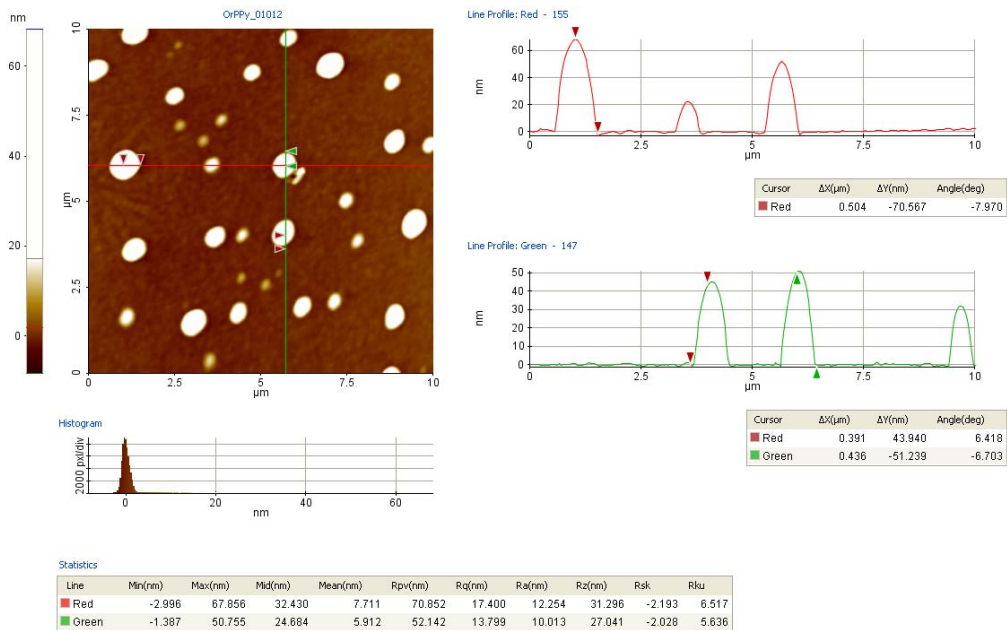 nm
OrPPy_01012
60
40
20
0
10
7.5
5
2.5
0
µm
0
2.5
5
7.5
10
µm
Line Profile: Red - 155
nm
60
40
20
0
0
2.5
5
7.5
10
µm
Cursor ΔX(µm) ΔY(nm) Angle(deg)
Red 0.504 -70.567 -7.970
Line Profile: Green - 147
nm
50
40
30
20
10
0
0
2.5
5
7.5
10
µm
Cursor ΔX(µm) ΔY(nm) Angle(deg)
Red 0.391 43.940 6.418
Green 0.436 -51.239 -6.703
Histogram
2000 pxl/div
0
20
40
60
nm
Statistics
Line Min(nm) Max(nm) Mid(nm) Mean(nm) Rpv(nm) Rq(nm) Ra(nm) Rz(nm) Rsk Rku
Red -2.996 67.856 32.430 7.711 70.852 17.400 12.254 31.296 -2.193 6.517
Green -1.387 50.755 24.684 5.912 52.142 13.799 10.013 27.041 -2.028 5.636